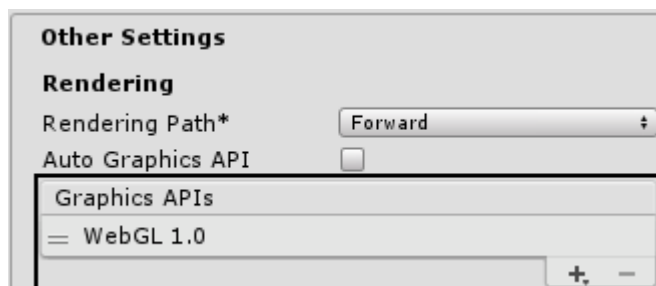 Other Settings
Rendering
Rendering Path* Forward
Auto Graphics API
Graphics APIs
= WebGL 1.0